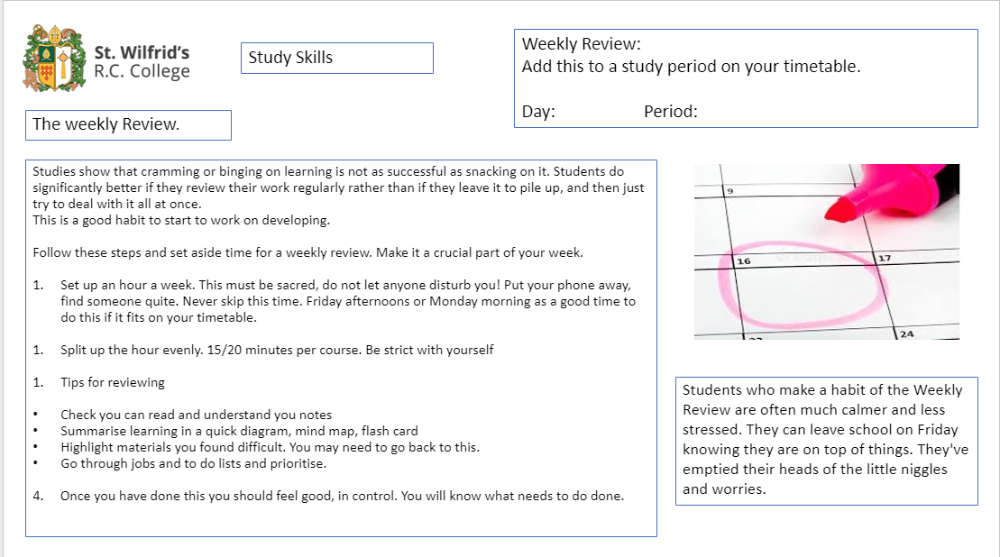 St. Wilfrid's
R.C. College
Study Skills
Weekly Review:
Add this to a study period on your timetable.
Day: Period:
The weekly Review.
Studies show that cramming or binging on learning is not as successful as snacking on it. Students do
significantly better if they review their work regularly rather than if they leave it to pile up, and then just
try to deal with it all at once.
This is a good habit to start to work on developing.
Follow these steps and set aside time for a weekly review. Make it a crucial part of your week.
1. Set up an hour a week. This must be sacred, do not let anyone disturb you! Put your phone away,
find someone quite. Never skip this time. Friday afternoons or Monday morning as a good time to
do this if it fits on your timetable.
1. Split up the hour evenly. 15/20 minutes per course. Be strict with yourself
1. Tips for reviewing
• Check you can read and understand you notes
• Summarise learning in a quick diagram, mind map, flash card
• Highlight materials you found difficult. You may need to go back to this.
• Go through jobs and to do lists and prioritise.
4. Once you have done this you should feel good, in control. You will know what needs to do done.
9
16
17
24
Students who make a habit of the Weekly
Review are often much calmer and less
stressed. They can leave school on Friday
knowing they are on top of things. They've
emptied their heads of the little niggles
and worries.